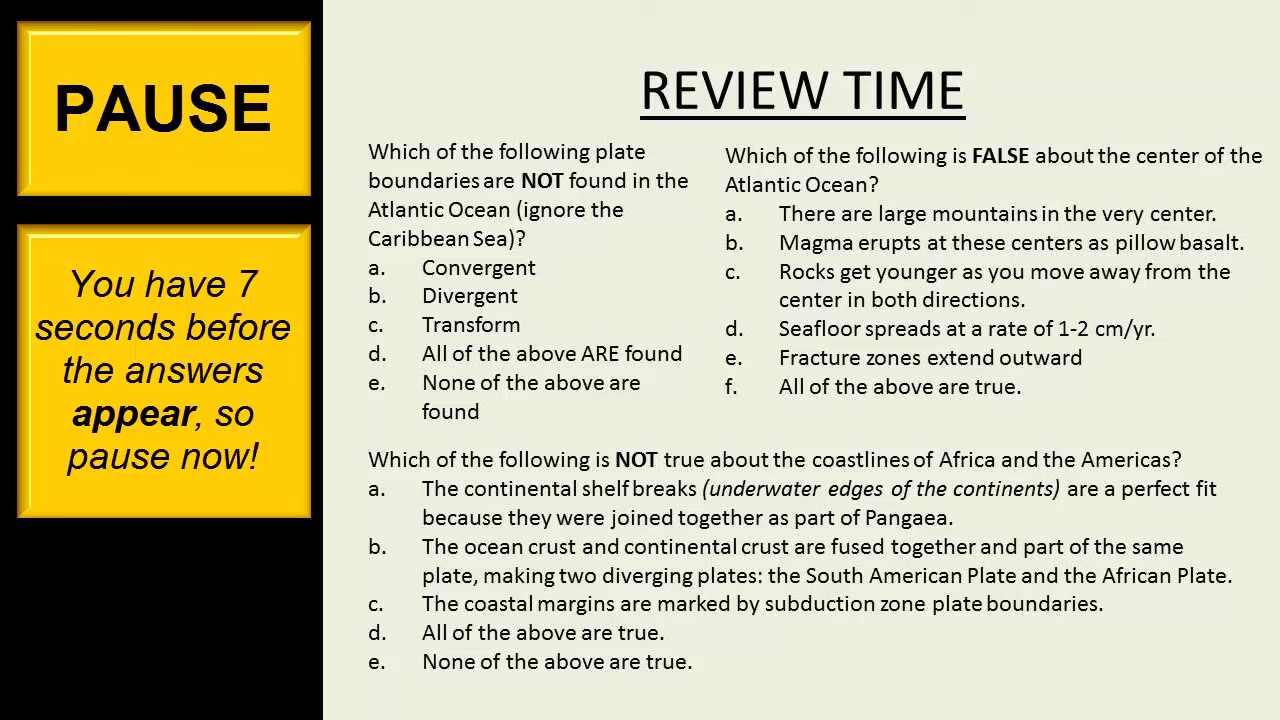 PAUSE
You have 7
seconds before
the answers
appear, so
pause now!
REVIEW TIME
Which of the following plate
boundaries are NOT found in the
Atlantic Ocean (ignore the
Caribbean Sea)?
a. Convergent
b. Divergent
c. Transform
d. All of the above ARE found
e. None of the above are
found
Which of the following is FALSE about the center of the
Atlantic Ocean?
a. There are large mountains in the very center.
b. Magma erupts at these centers as pillow basalt.
c. Rocks get younger as you move away from the
center in both directions.
d. Seafloor spreads at a rate of 1-2 cm/yr.
e. Fracture zones extend outward
f. All of the above are true.
Which of the following is NOT true about the coastlines of Africa and the Americas?
a. The continental shelf breaks (underwater edges of the continents) are a perfect fit
because they were joined together as part of Pangaea.
b. The ocean crust and continental crust are fused together and part of the same
plate, making two diverging plates: the South American Plate and the African Plate.
c. The coastal margins are marked by subduction zone plate boundaries.
d. All of the above are true.
e. None of the above are true.